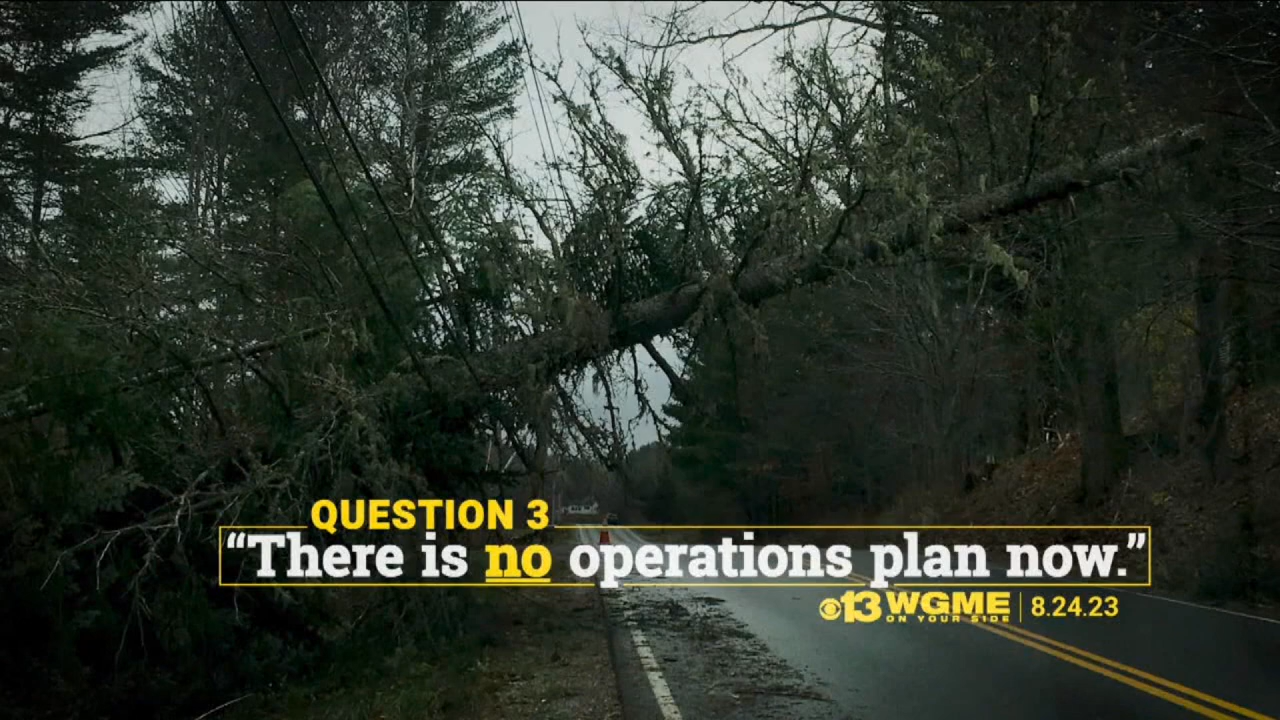 QUESTION 3
“There is no operations plan now.”
13 WGME | 8.24.23
ON YOUR SIDE